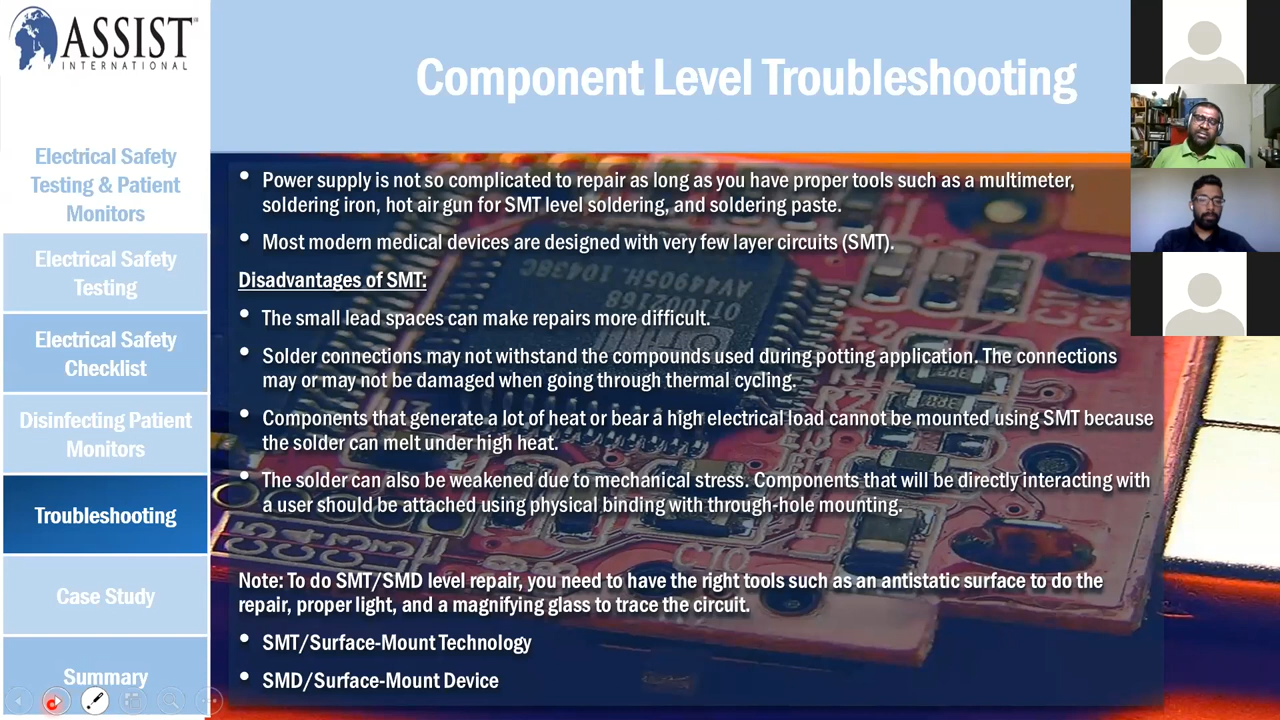 ASSIST
INTERNATIONAL
Component Level Troubleshooting
Electrical Safety
Testing & Patient
Monitors
Electrical Safety
Testing
Electrical Safety
Checklist
Disinfecting Patient
Monitors
Troubleshooting
Case Study
Summary
• Power supply is not so complicated to repair as long as you have proper tools such as a multimeter,
soldering iron, hot air gun for SMT level soldering, and soldering paste.
• Most modern medical devices are designed with very few layer circuits (SMT).
Disadvantages of SMT:
• The small lead spaces can make repairs more difficult.
• Solder connections may not withstand the compounds used during potting application. The connections
may or may not be damaged when going through thermal cycling.
• Components that generate a lot of heat or bear a high electrical load cannot be mounted using SMT because
the solder can melt under high heat.
• The solder can also be weakened due to mechanical stress. Components that will be directly interacting with
a user should be attached using physical binding with through-hole mounting.
Note: To do SMT/SMD level repair, you need to have the right tools such as an antistatic surface to do the
repair, proper light, and a magnifying glass to trace the circuit.
• SMT/Surface-Mount Technology
• SMD/Surface-Mount Device
AV44905H. 1043BC
C10